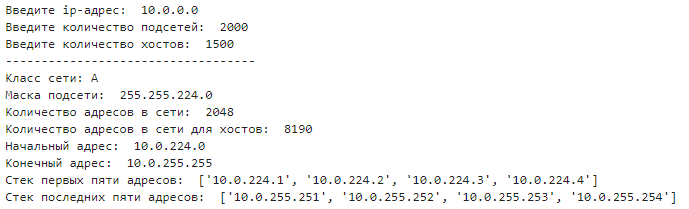 Введите ip-адрес:  10.0.0.0
Введите количество подсетей:  2000
Введите количество хостов:  1500
----------------------------------
Класс сети: A
Маска подсети:  255.255.224.0
Количество адресов в сети:  2048
Количество адресов в сети для хостов:  8190
Начальный адрес:  10.0.224.0
Конечный адрес:  10.0.255.255
Стек первых пяти адресов:  ['10.0.224.1', '10.0.224.2', '10.0.224.3', '10.0.224.4']
Стек последних пяти адресов:  ['10.0.255.251', '10.0.255.252', '10.0.255.253', '10.0.255.254']